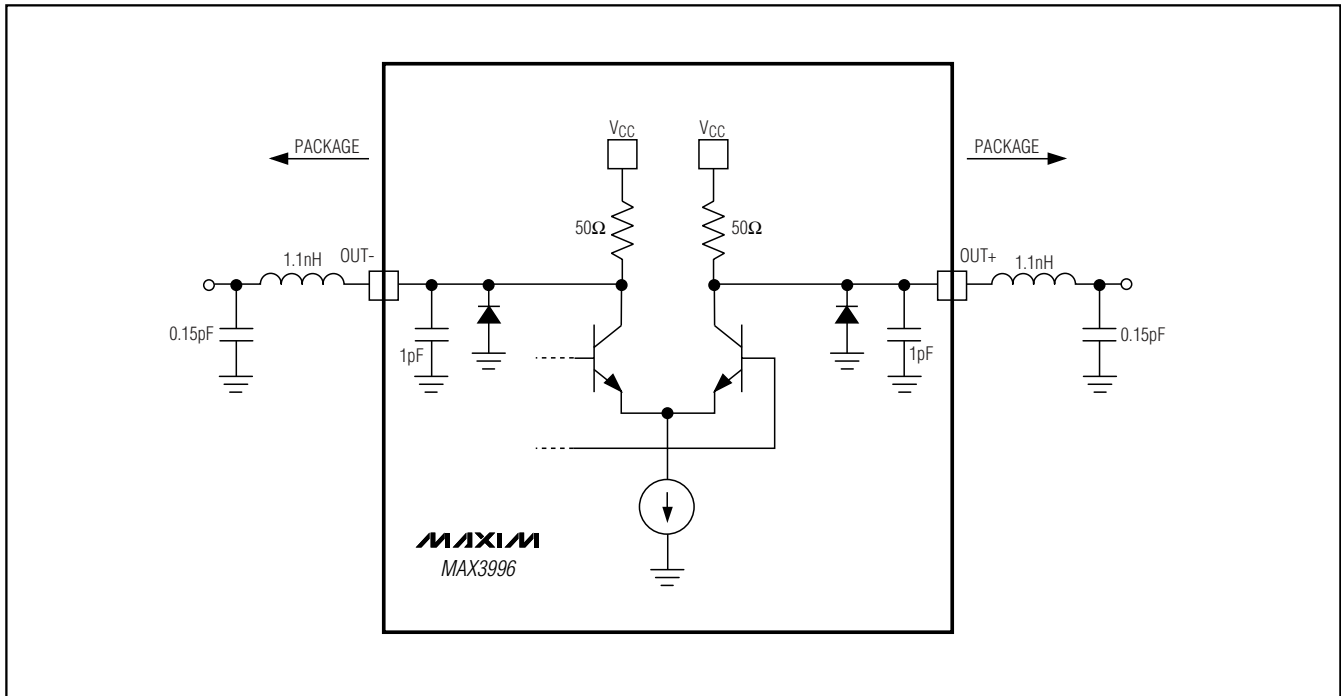 VCC VCC
PACKAGE PACKAGE
50Ω 50Ω
1.1nH OUT- OUT+ 1.1nH
0.15pF 1pF 1pF 0.15pF
MAXIM
MAX3996